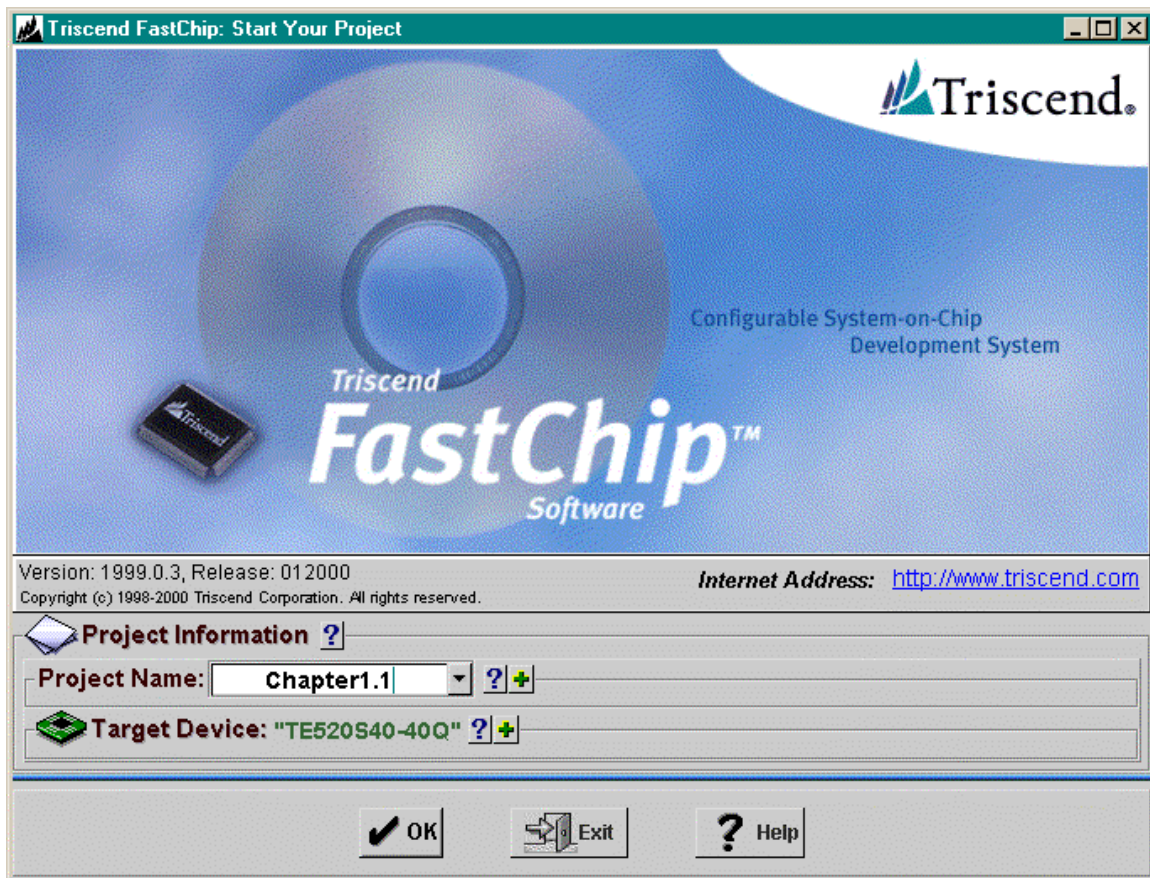 Triscend FastChip: Start Your Project
Triscend®
Configurable System-on-Chip
Development System
Triscend
Triscend
FastChip™
Software
Version: 1999.0.3, Release: 012000
Internet Address: http://www.triscend.com
Copyright (c) 1998-2000 Triscend Corporation. All rights reserved.
Project Information ?
Project Name: Chapter1.1 ?
Target Device: "TE520S40-40Q" ?
OK Exit ? Help